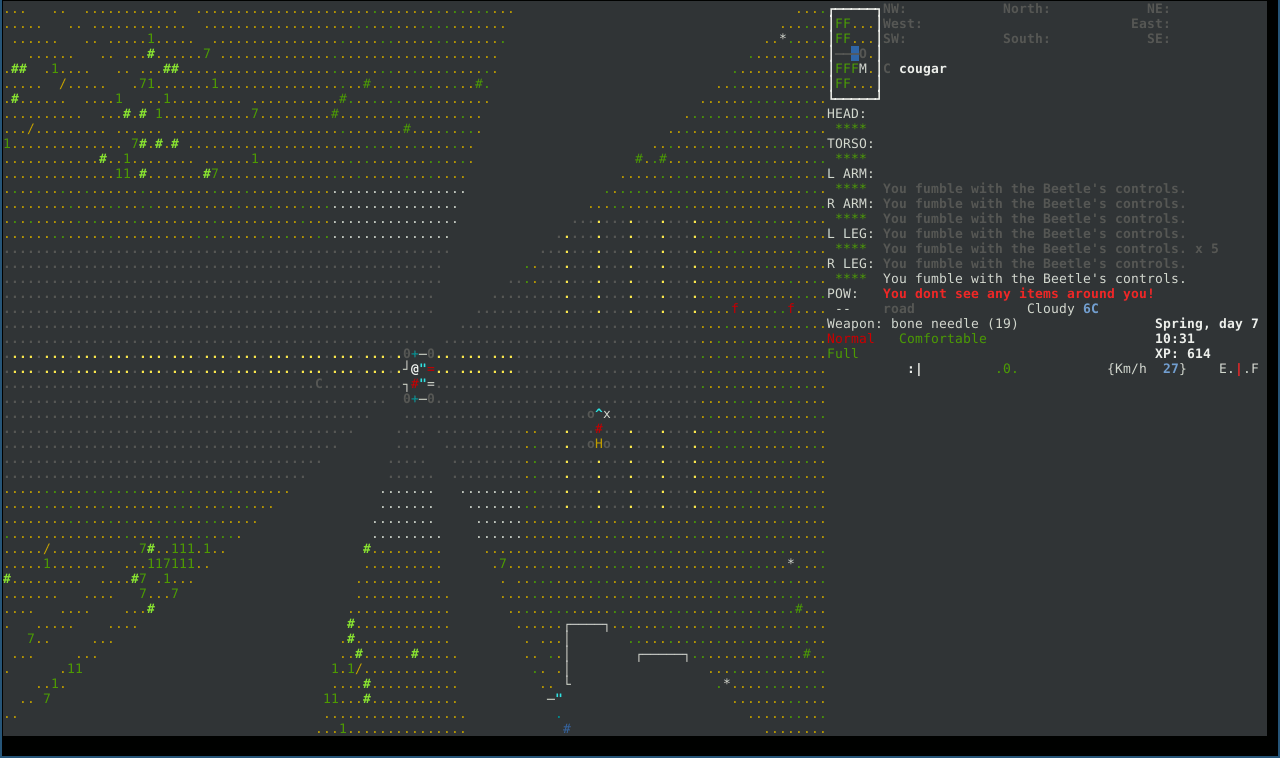 NW: North: NE:
West: East:
SW: South: SE:
C cougar
HEAD:
****
TORSO:
****
L ARM:
**** You fumble with the Beetle's controls.
R ARM: You fumble with the Beetle's controls.
**** You fumble with the Beetle's controls.
L LEG: You fumble with the Beetle's controls.
**** You fumble with the Beetle's controls. x 5
R LEG: You fumble with the Beetle's controls.
**** You fumble with the Beetle's controls.
POW: You dont see any items around you!
-- road Cloudy 6C
Weapon: bone needle (19) Spring, day 7
Normal Comfortable 10:31
Full XP: 614
:| .0. {Km/h 27} E.|.F